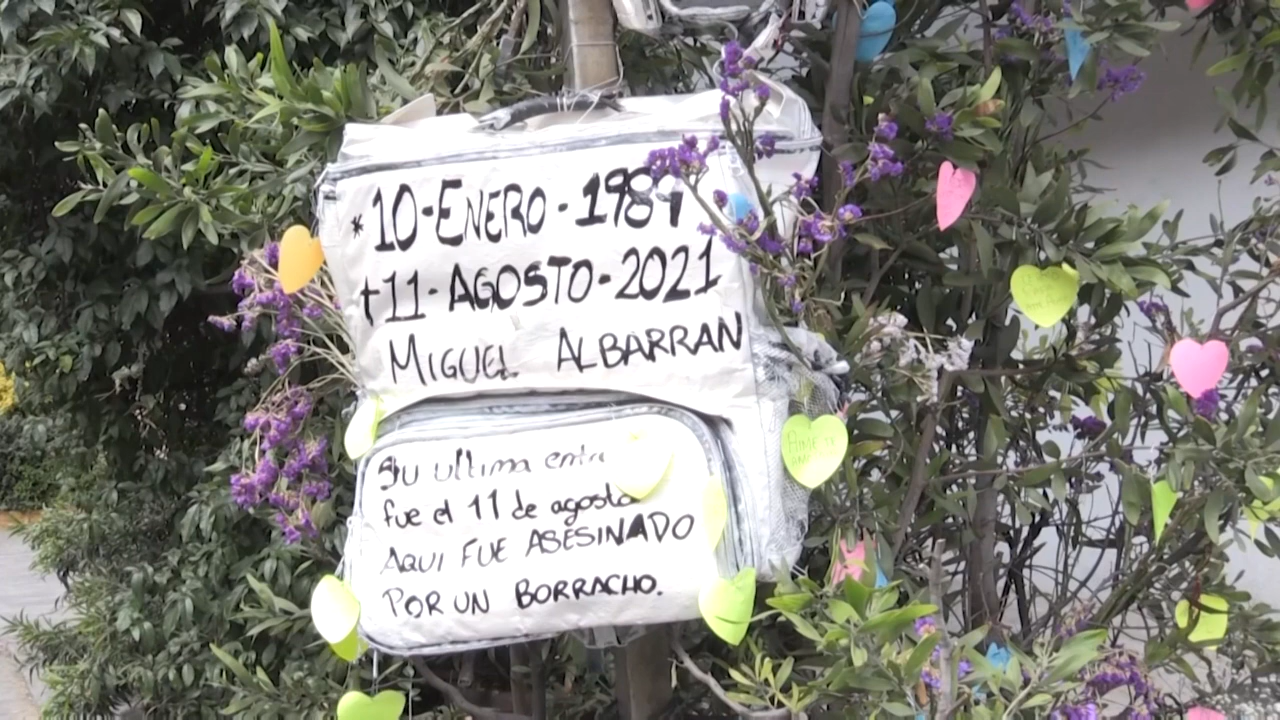 * 10-ENERO-1989
+11-AGOSTO-2021
MIGUEL ALBARRAN
Su ultima
fue el 11 de agosto
AQUI FUE ASESINADO
POR UN BORRACHO.